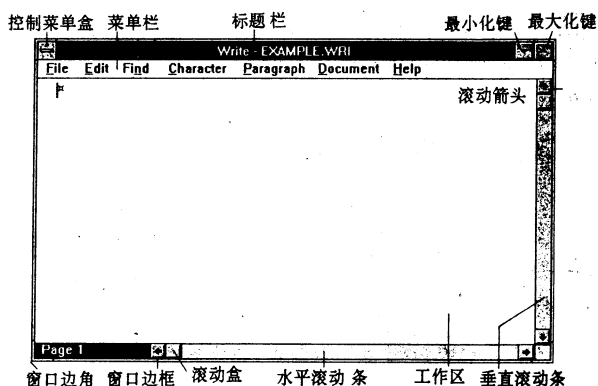 控制菜单盒 菜单栏 标题栏 最小化键 最大化键
Write - EXAMPLE.WRI
File Edit Find Character Paragraph Document Help
滚动箭头
Page 1
窗口边角 窗口边框 滚动盒 水平滚动条 工作区 垂直滚动条